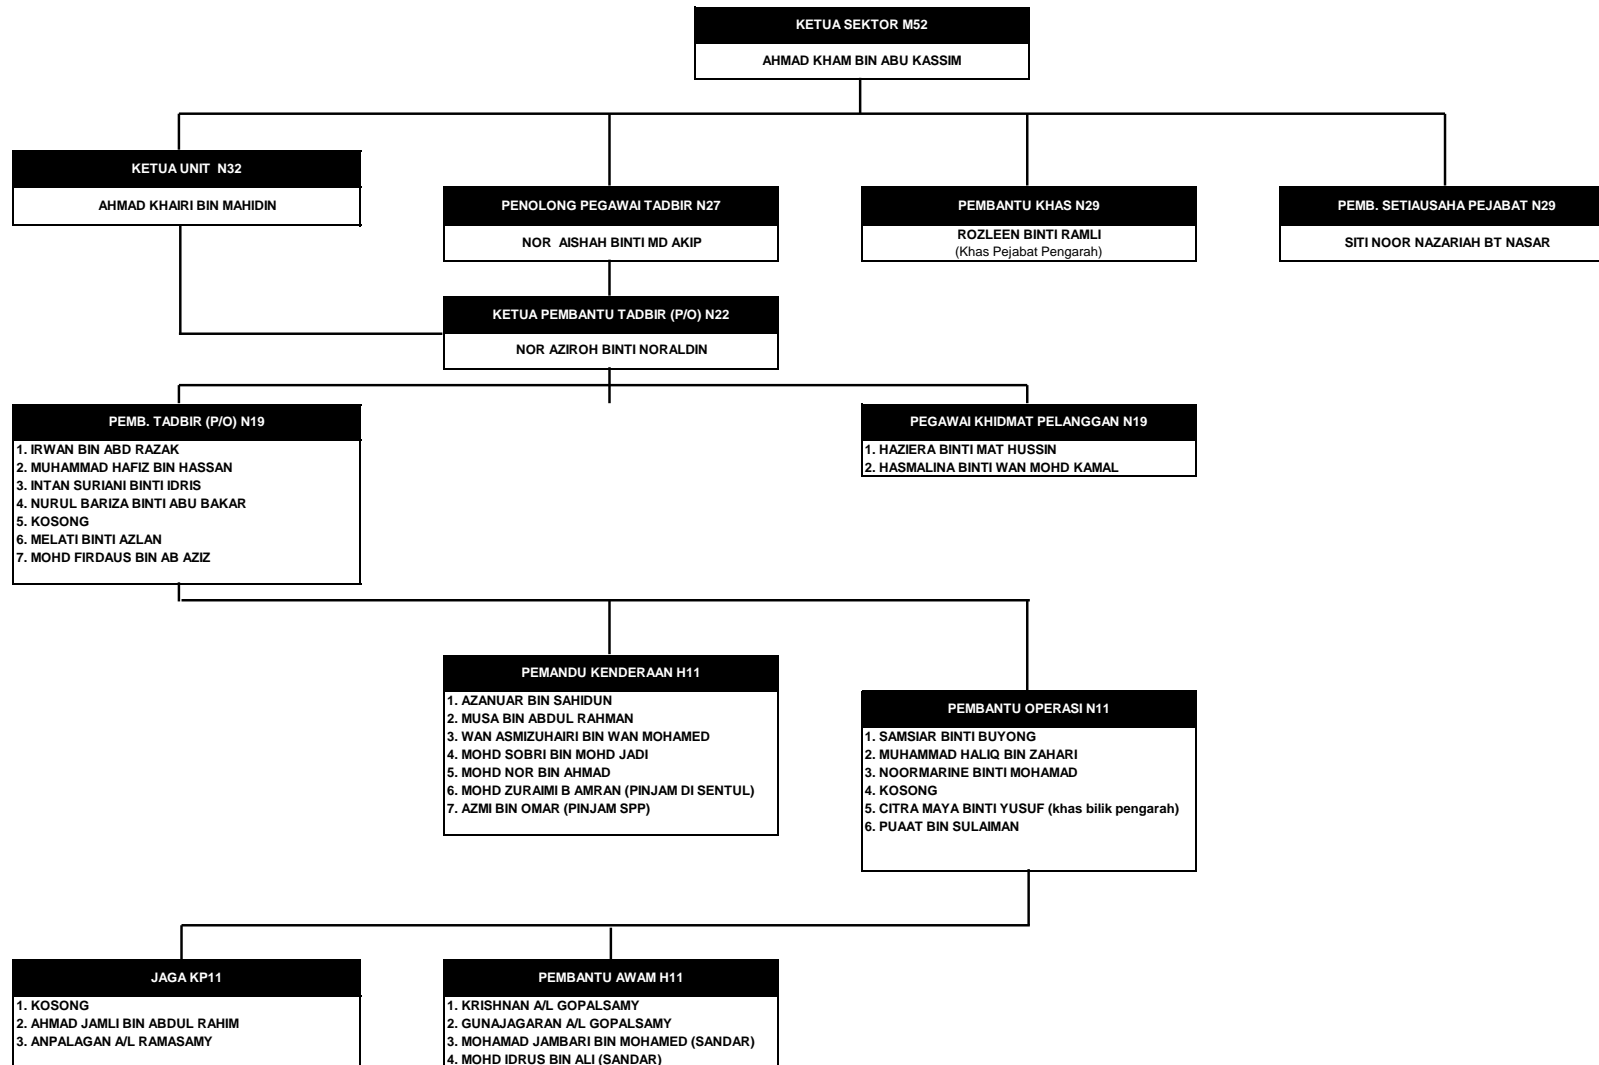 KETUA SEKTOR M52
AHMAD KHAM BIN ABU KASSIM
KETUA UNIT N32
AHMAD KHAIRI BIN MAHIDIN
PENOLONG PEGAWAI TADBIR N27
NOR AISHAH BINTI MD AKIP
PEMBANTU KHAS N29
ROZLEEN BINTI RAMLI
(Khas Pejabat Pengarah)
PEMB. SETIAUSAHA PEJABAT N29
SITI NOOR NAZARIAH BT NASAR
KETUA PEMBANTU TADBIR (P/O) N22
NOR AZIROH BINTI NORALDIN
PEMB. TADBIR (P/O) N19
1. IRWAN BIN ABD RAZAK
2. MUHAMMAD HAFIZ BIN HASSAN
3. INTAN SURIANI BINTI IDRIS
4. NURUL BARIZA BINTI ABU BAKAR
5. KOSONG
6. MELATI BINTI AZLAN
7. MOHD FIRDAUS BIN AB AZIZ
PEGAWAI KHIDMAT PELANGGAN N19
1. HAZIERA BINTI MAT HUSSIN
2. HASMALINA BINTI WAN MOHD KAMAL
PEMANDU KENDERAAN H11
1. AZANUAR BIN SAHIDUN
2. MUSA BIN ABDUL RAHMAN
3. WAN ASMIZUHAIRI BIN WAN MOHAMED
4. MOHD SOBRI BIN MOHD JADI
5. MOHD NOR BIN AHMAD
6. MOHD ZURAIMI B AMRAN (PINJAM DI SENTUL)
7. AZMI BIN OMAR (PINJAM SPP)
PEMBANTU OPERASI N11
1. SAMSIAR BINTI BUYONG
2. MUHAMMAD HALIQ BIN ZAHARI
3. NOORMARINE BINTI MOHAMAD
4. KOSONG
5. CITRA MAYA BINTI YUSUF (khas bilik pengarah)
6. PUAAT BIN SULAIMAN
JAGA KP11
1. KOSONG
2. AHMAD JAMLI BIN ABDUL RAHIM
3. ANPALAGAN A/L RAMASAMY
PEMBANTU AWAM H11
1. KRISHNAN A/L GOPALSAMY
2. GUNAJAGARAN A/L GOPALSAMY
3. MOHAMAD JAMBARI BIN MOHAMED (SANDAR)
4. MOHD IDRUS BIN ALI (SANDAR)